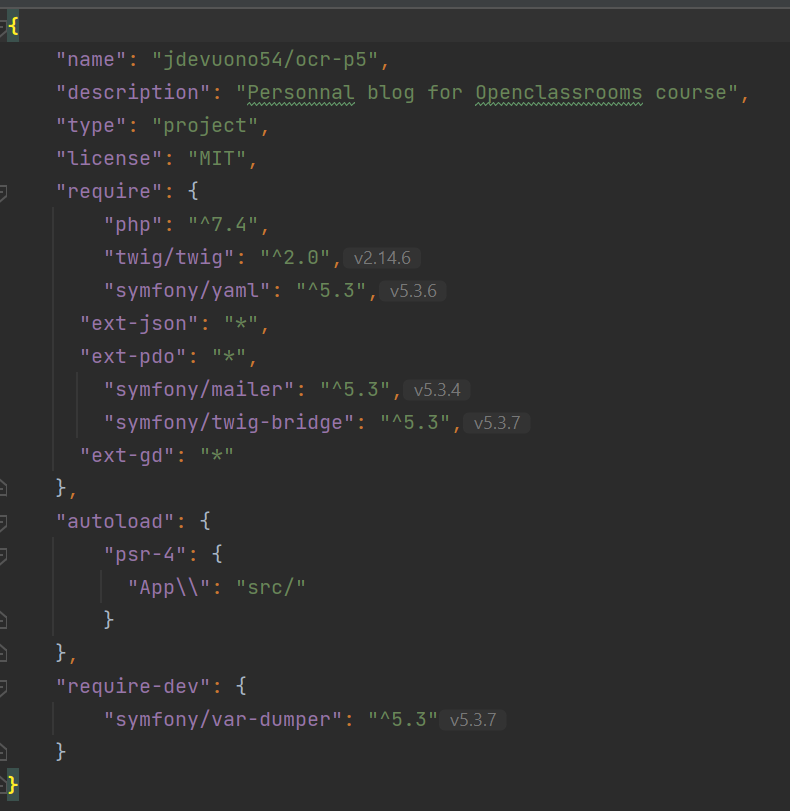 {
"name": "jdevuono54/ocr-p5",
"description": "Personnal blog for Openclassrooms course",
"type": "project",
"license": "MIT",
"require": {
"php": "^7.4",
"twig/twig": "^2.0", v2.14.6
"symfony/yaml": "^5.3", v5.3.6
"ext-json": "*",
"ext-pdo": "*",
"symfony/mailer": "^5.3", v5.3.4
"symfony/twig-bridge": "^5.3", v5.3.7
"ext-gd": "*"
},
"autoload": {
"psr-4": {
"App\\": "src/"
}
},
"require-dev": {
"symfony/var-dumper": "^5.3" v5.3.7
}
}